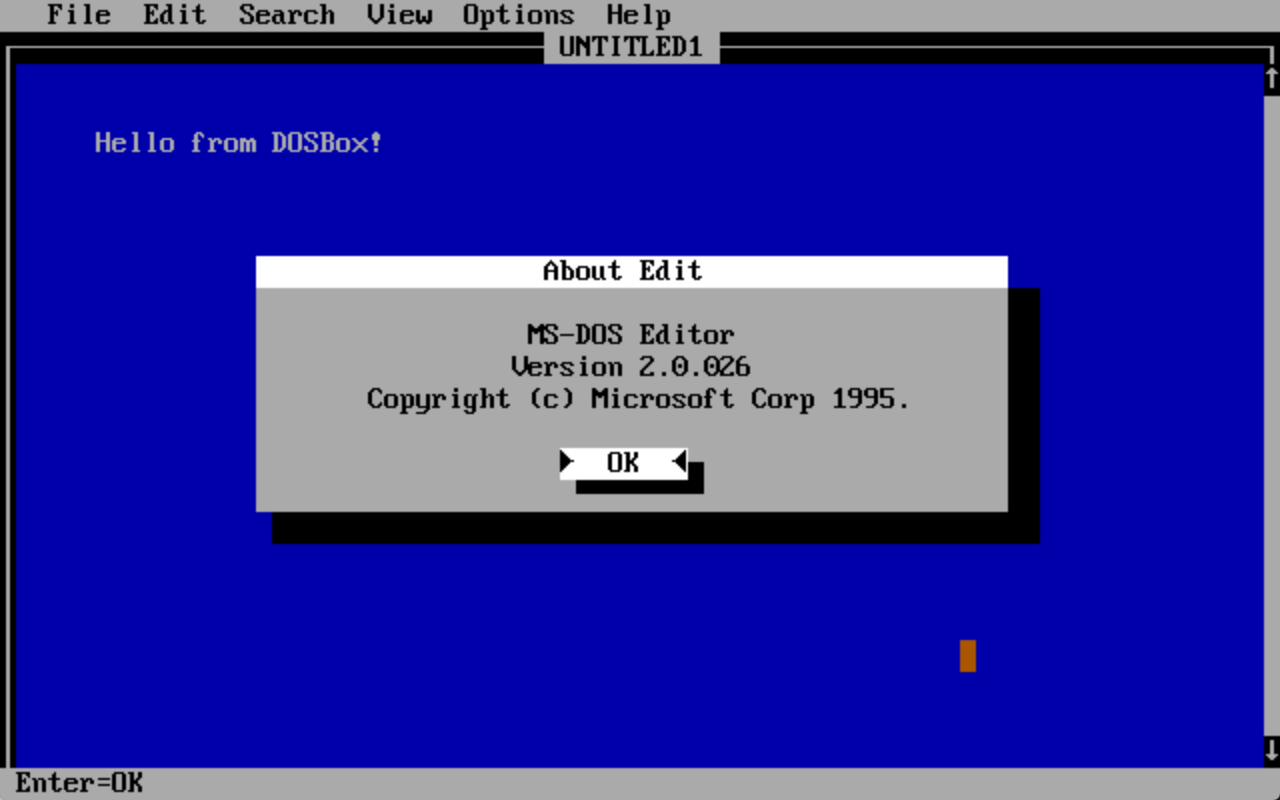 File Edit Search View Options Help
UNTITLED1
Hello from DOSBox!
About Edit
MS-DOS Editor
Version 2.0.026
Copyright (c) Microsoft Corp 1995.
OK
Enter=OK